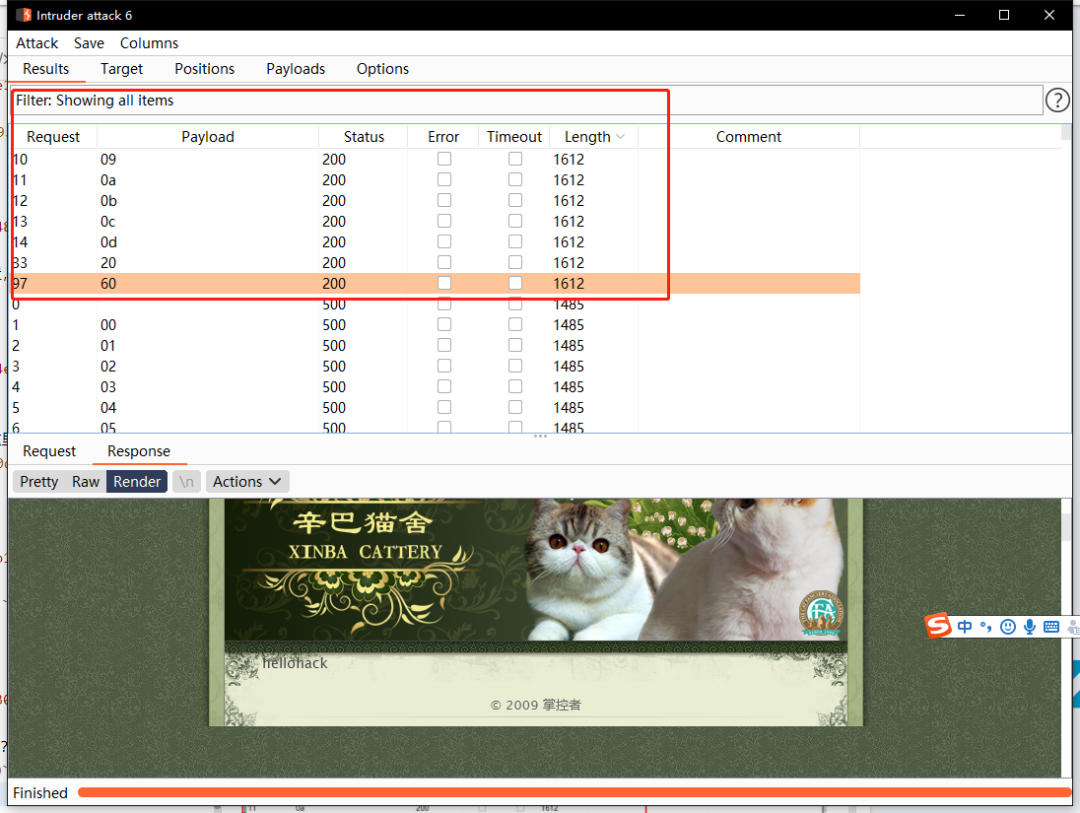 Intruder attack 6
Attack Save Columns
Results Target Positions Payloads Options
Filter: Showing all items
?
Request Payload Status Error Timeout Length Comment
10 09 200 1612
11 0a 200 1612
12 0b 200 1612
13 0c 200 1612
14 0d 200 1612
33 20 200 1612
97 60 200 1612
0 500 1485
1 00 500 1485
2 01 500 1485
3 02 500 1485
4 03 500 1485
5 04 500 1485
6 05 500 1485
Request Response
Pretty Raw Render \n Actions
辛巴猫舍
XINBA CATTERY
CFA
S 中
hellohack
© 2009 掌控者
Finished
11 0a 200 1612